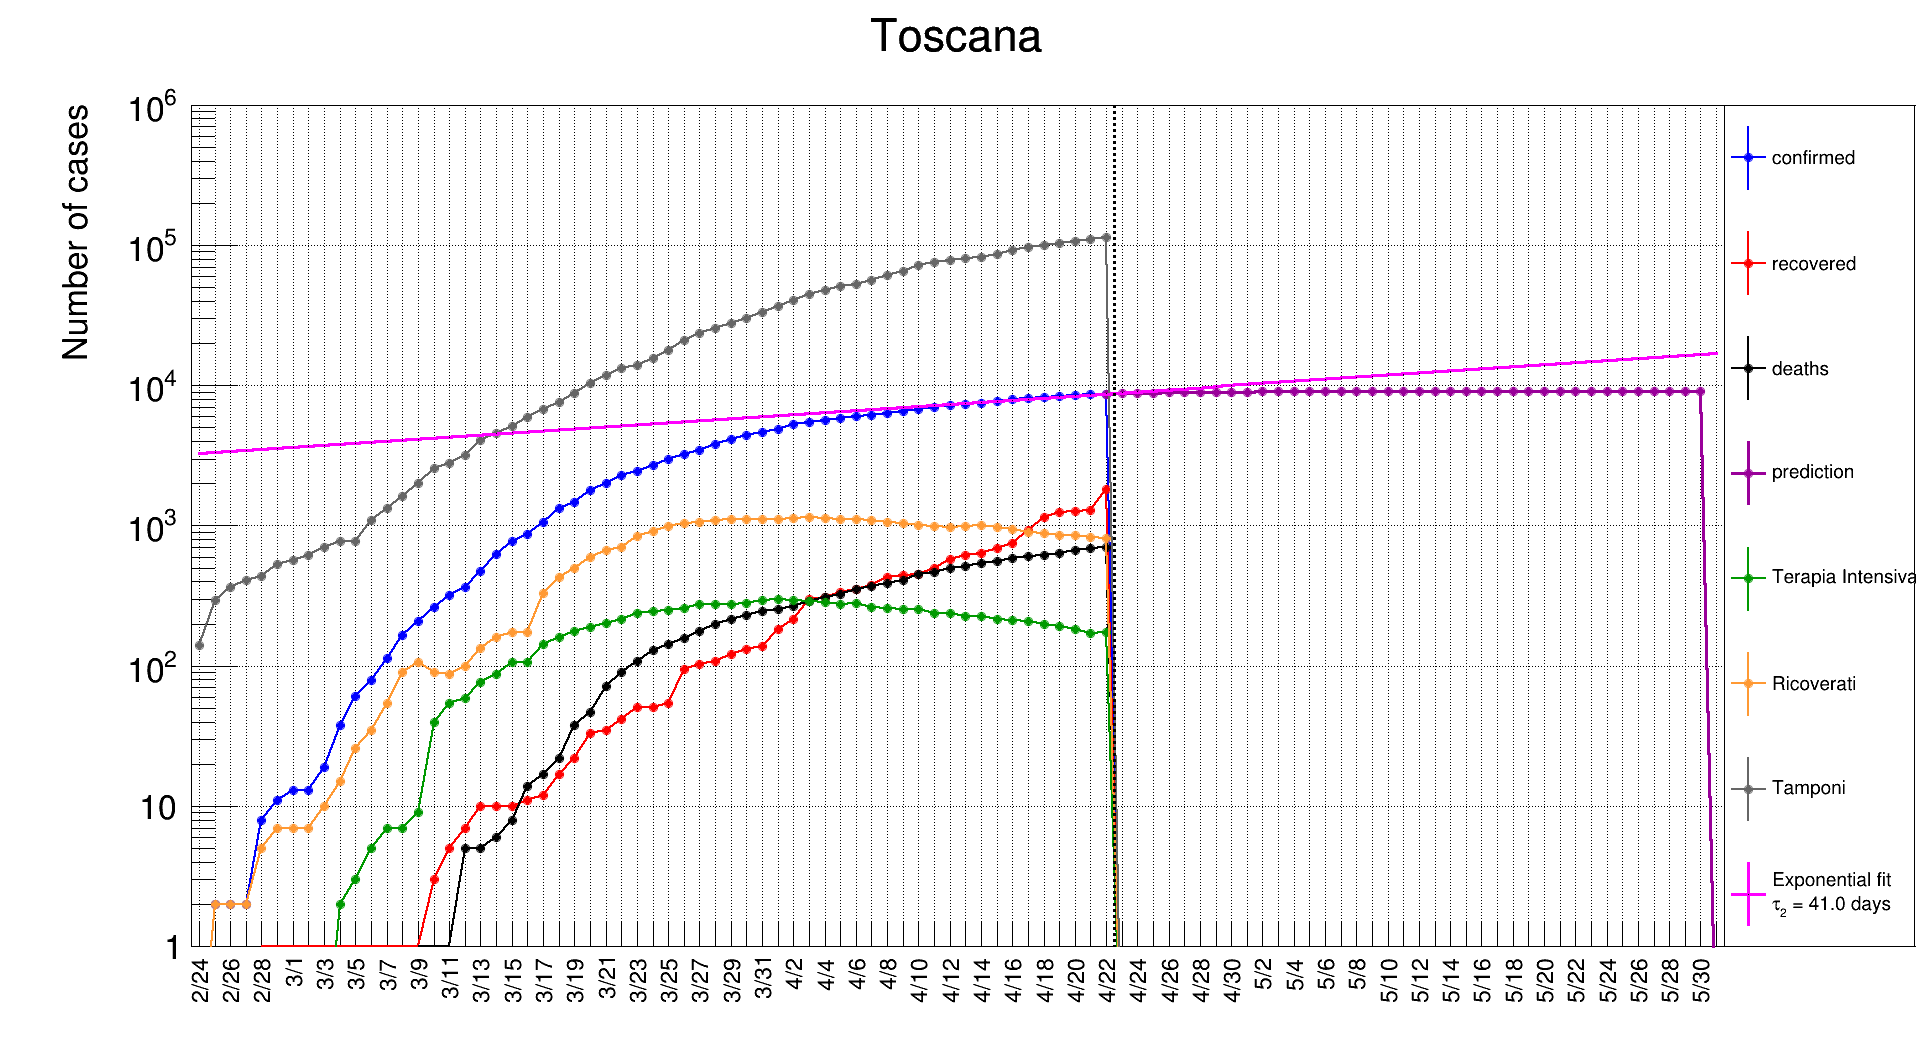 Toscana
Number of cases
10^6
10^5
10^4
10^3
10^2
10
1
2/24 2/26 2/28 3/1 3/3 3/5 3/7 3/9 3/11 3/13 3/15 3/17 3/19 3/21 3/23 3/25 3/27 3/29 3/31 4/2 4/4 4/6 4/8 4/10 4/12 4/14 4/16 4/18 4/20 4/22 4/24 4/26 4/28 4/30 5/2 5/4 5/6 5/8 5/10 5/12 5/14 5/16 5/18 5/20 5/22 5/24 5/26 5/28 5/30
confirmed
recovered
deaths
prediction
Terapia Intensiva
Ricoverati
Tamponi
Exponential fit
τ₂ = 41.0 days